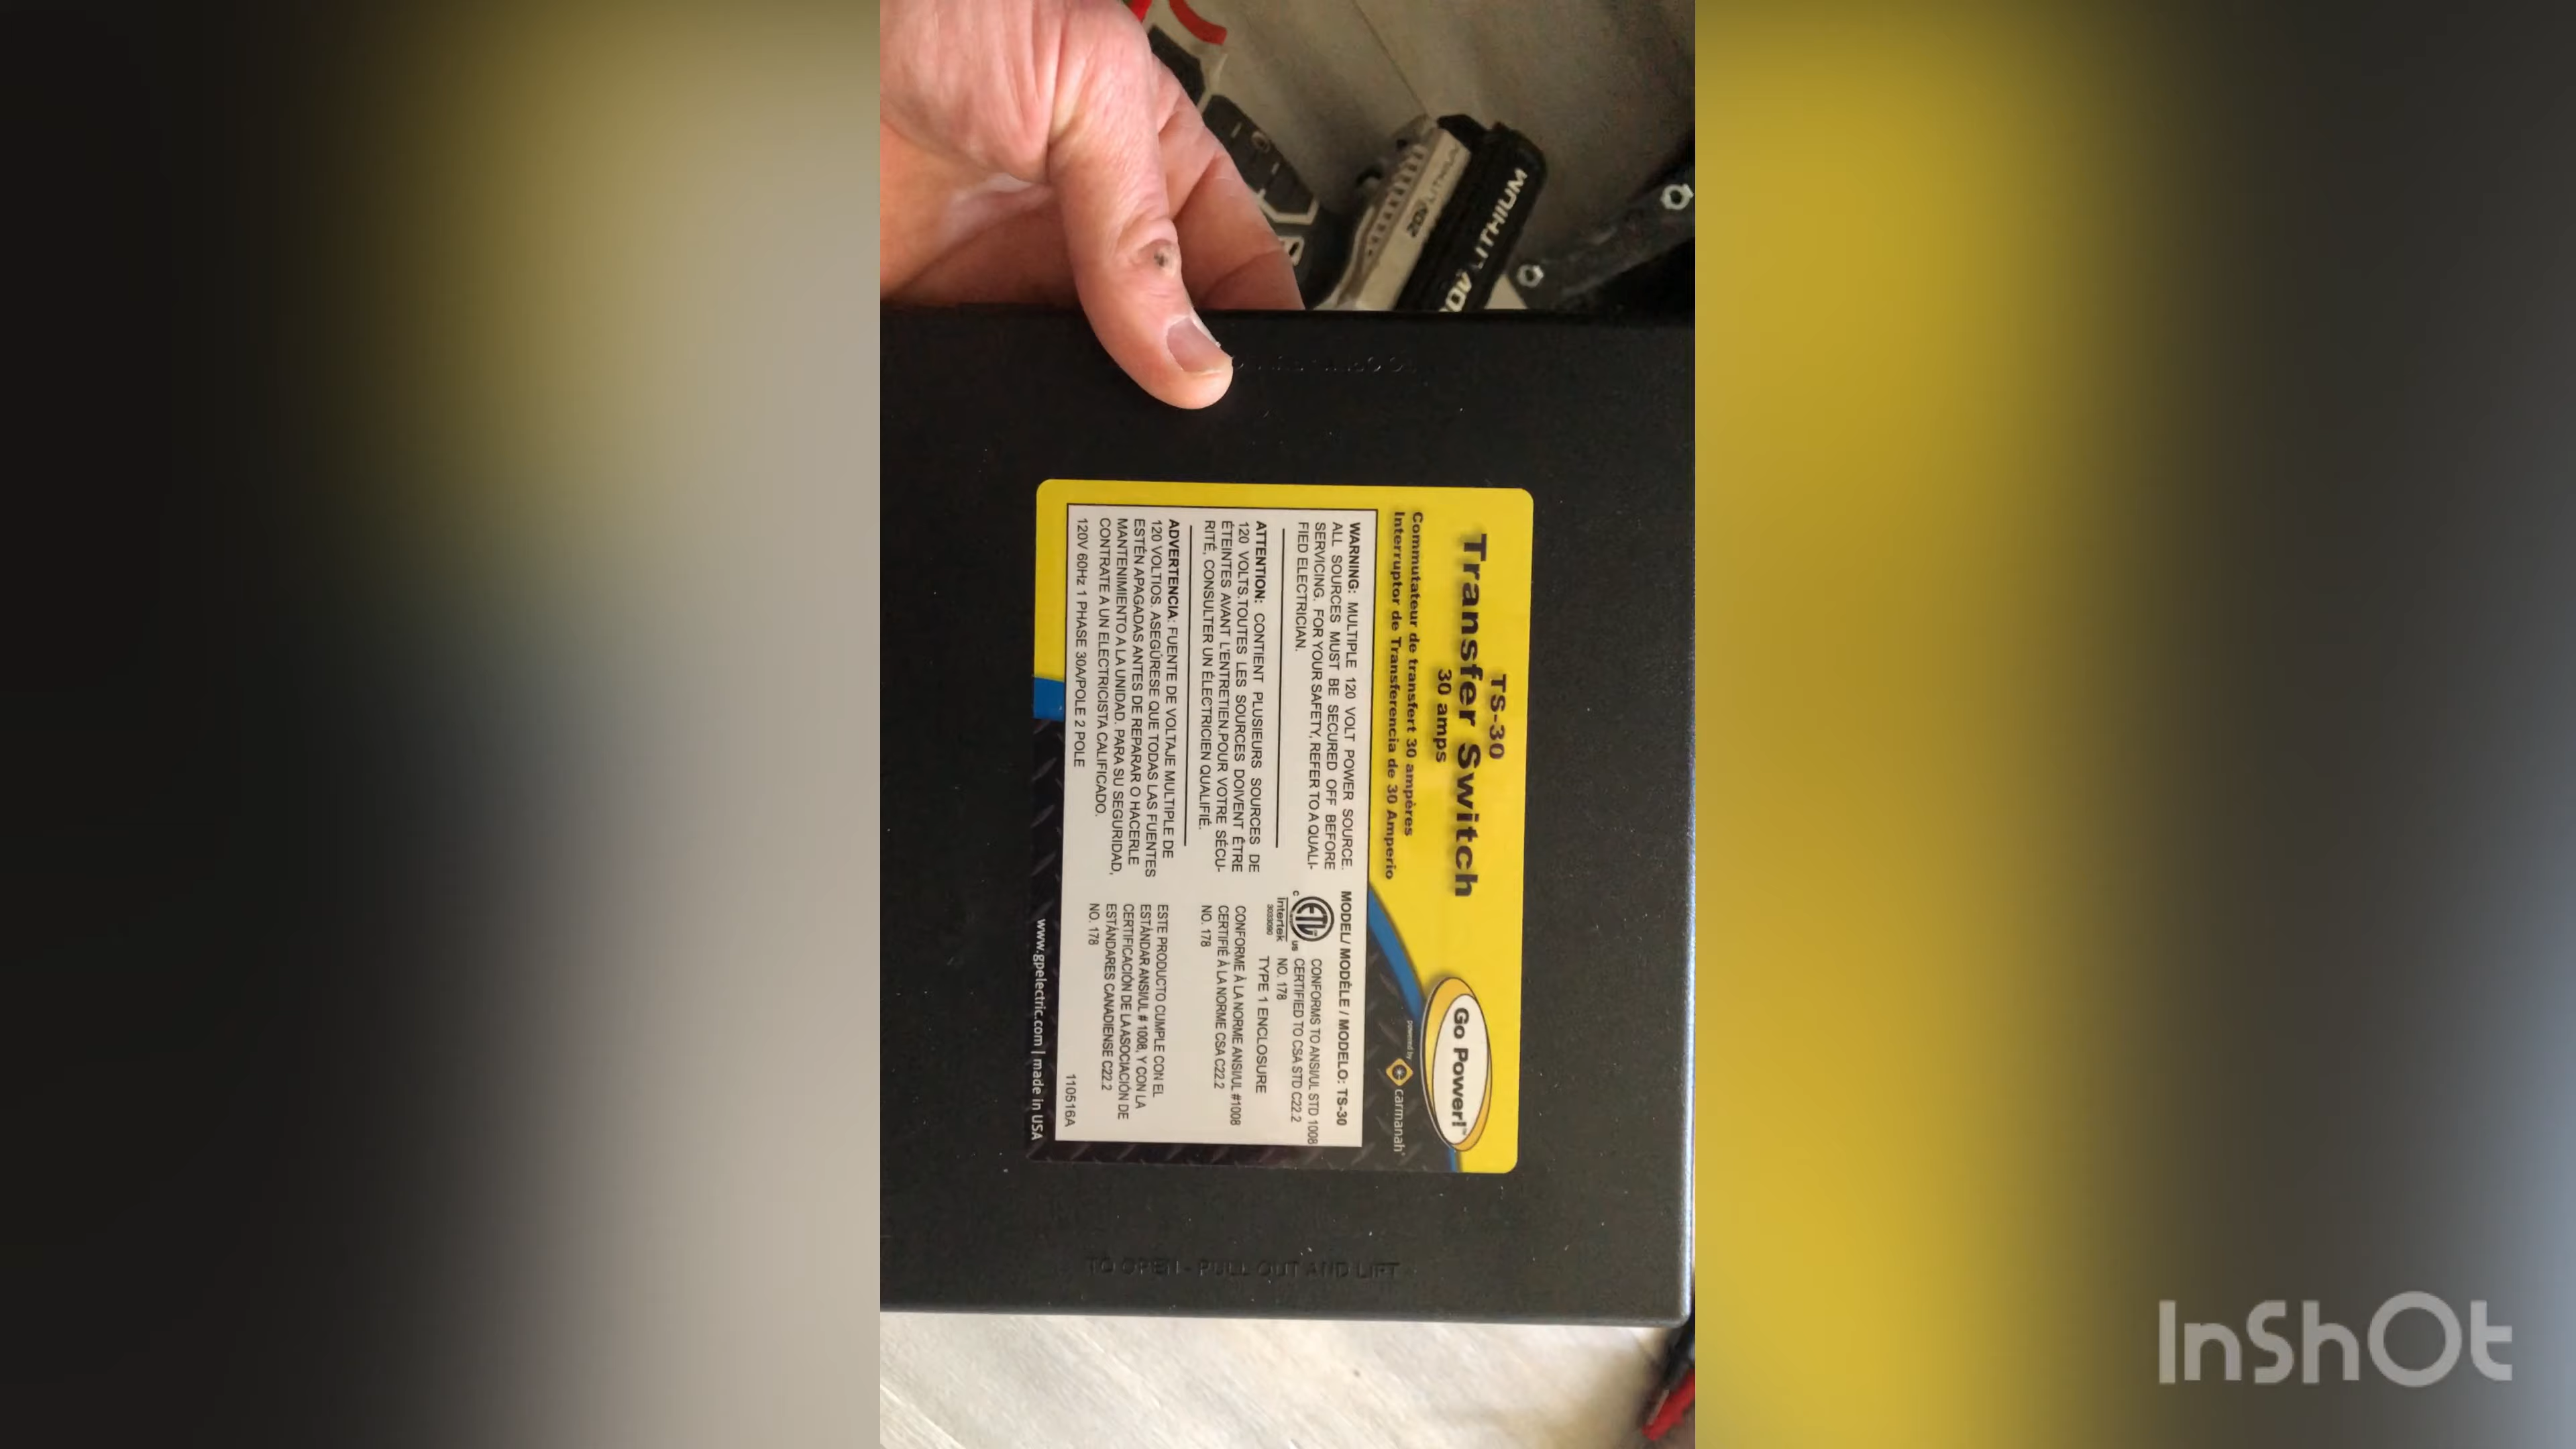 TS-30
Transfer Switch
30 amps
Commutateur de transfert 30 ampères
Interruptor de Transferencia de 30 Amperio
Go Power!™
powered by
carmanah®
WARNING: MULTIPLE 120 VOLT POWER SOURCE.
ALL SOURCES MUST BE SECURED OFF BEFORE
SERVICING. FOR YOUR SAFETY, REFER TO A QUALI-
FIED ELECTRICIAN.
ATTENTION: CONTIENT PLUSIEURS SOURCES DE
120 VOLTS.TOUTES LES SOURCES DOIVENT ÊTRE
ÉTEINTES AVANT L'ENTRETIEN.POUR VOTRE SÉCU-
RITÉ, CONSULTER UN ÉLECTRICIEN QUALIFIÉ.
ADVERTENCIA: FUENTE DE VOLTAJE MULTIPLE DE
120 VOLTIOS. ASEGÚRESE QUE TODAS LAS FUENTES
ESTÉN APAGADAS ANTES DE REPARAR O HACERLE
MANTENIMIENTO A LA UNIDAD. PARA SU SEGURIDAD,
CONTRATE A UN ELECTRICISTA CALIFICADO.
120V 60Hz 1 PHASE 30A/POLE 2 POLE
MODEL/ MODÈLE / MODELO: TS-30
ETL
c
us
Intertek
3033090
CONFORMS TO ANSI/UL STD 1008
CERTIFIED TO CSA STD C22.2
NO. 178
TYPE 1 ENCLOSURE
CONFORME À LA NORME ANSI/UL #1008
CERTIFIÉ À LA NORME CSA C22.2
NO. 178
ESTE PRODUCTO CUMPLE CON EL
ESTÁNDAR ANSI/UL # 1008, Y CON LA
CERTIFICACIÓN DE LA ASOCIACIÓN DE
ESTÁNDARES CANADIENSE C22.2
NO. 178
110516A
www.gpelectric.com | made in USA
TO OPEN - PULL OUT AND LIFT
20V LITHIUM
LITHIUM
InShOt